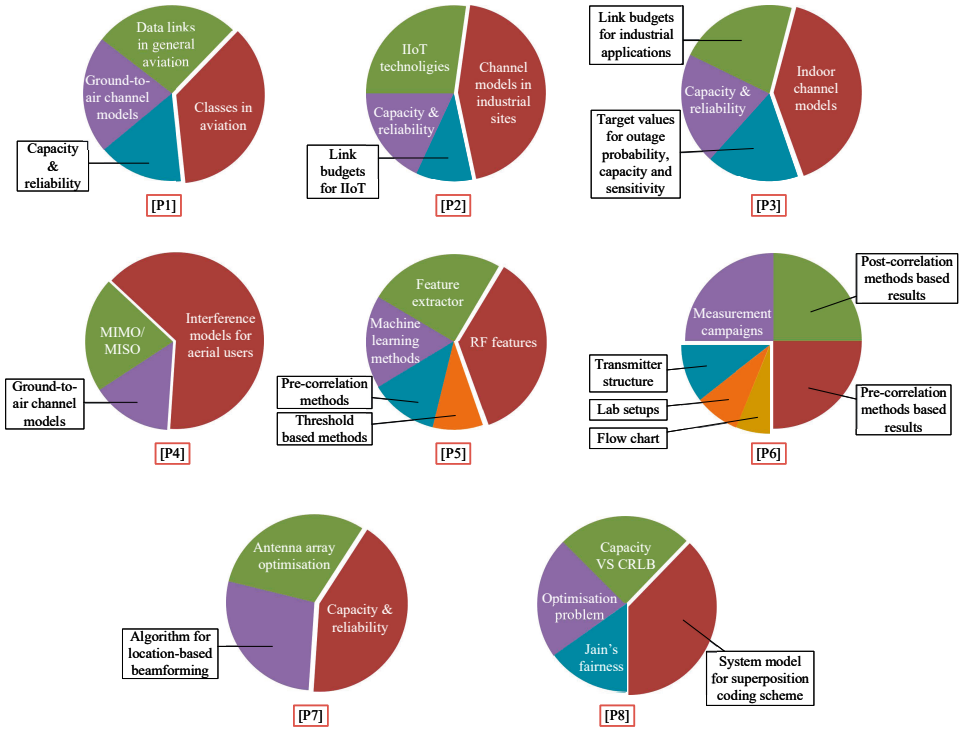 Data links
in general
aviation
Ground-to-
air channel
models
Classes in
aviation
Capacity
&
reliability
[P1]
IIoT
technoligies
Channel
models in
industrial
sites
Capacity &
reliability
Link
budgets
for IIoT
[P2]
Link budgets
for industrial
applications
Indoor
channel
models
Capacity &
reliability
Target values
for outage
probability,
capacity and
sensitivity
[P3]
Interference
models for
aerial users
MIMO/
MISO
Ground-to-
air channel
models
[P4]
Feature
extractor
Machine
learning
methods
RF features
Pre-correlation
methods
Threshold
based methods
[P5]
Post-correlation
methods based
results
Measurement
campaigns
Transmitter
structure
Lab setups
Flow chart
Pre-correlation
methods based
results
[P6]
Antenna array
optimisation
Capacity &
reliability
Algorithm for
location-based
beamforming
[P7]
Capacity
VS CRLB
Optimisation
problem
Jain's
fairness
System model
for superposition
coding scheme
[P8]